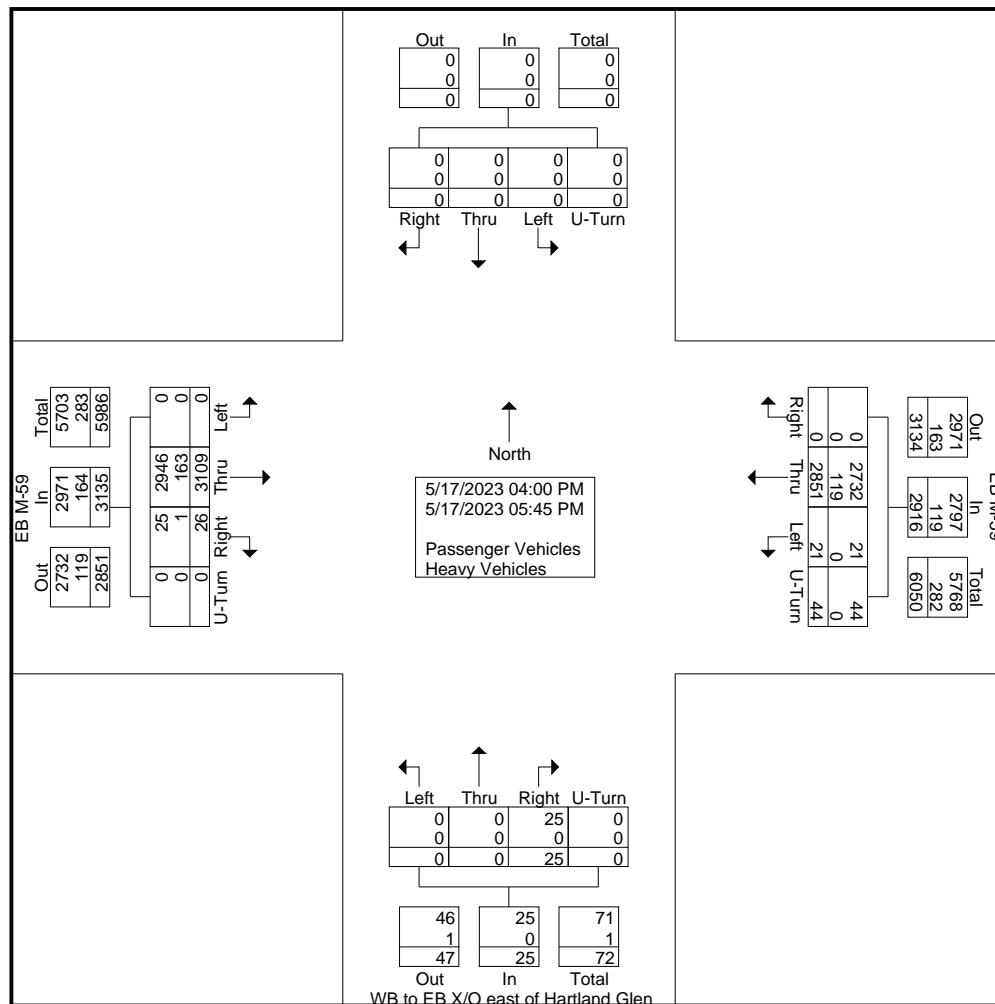 Out In Total
0 0 0
0 0 0
0 0 0
0 0 0 0
0 0 0 0
0 0 0 0
Right Thru Left U-Turn
EB M-59
Total In Out
5703 2971 2732
283 164 119
5986 3135 2851
0 2946 25 0
0 163 1 0
0 3109 26 0
Left Thru Right U-Turn
North
5/17/2023 04:00 PM
5/17/2023 05:45 PM
Passenger Vehicles
Heavy Vehicles
Right Thru Left U-Turn
0 2732 21 44
0 119 0 0
0 2851 21 44
Out In Total
2971 2797 5768
163 119 282
3134 2916 6050
EB
Left Thru Right U-Turn
0 0 25 0
0 0 0 0
0 0 25 0
46 25 71
1 0 1
47 25 72
Out In Total
WB to EB X/O east of Hartland Glen